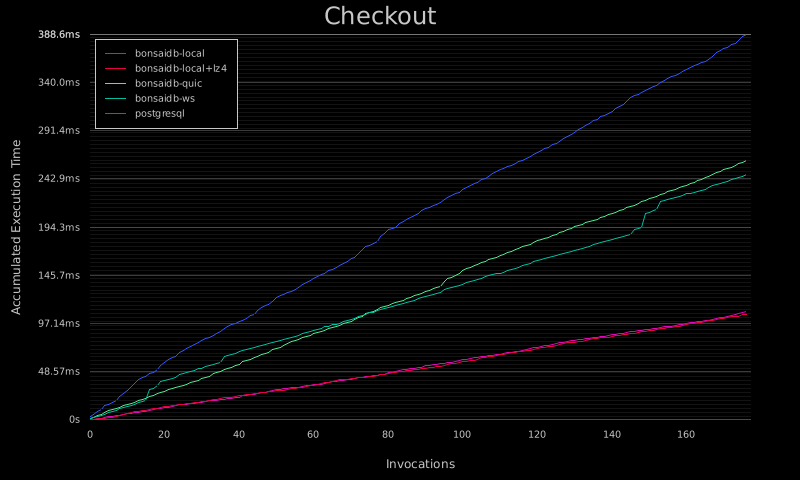 Checkout
388.6ms
340.0ms
291.4ms
242.9ms
194.3ms
145.7ms
97.14ms
48.57ms
0s
bonsaidb-local
bonsaidb-local+lz4
bonsaidb-quic
bonsaidb-ws
postgresql
Accumulated Execution Time
0 20 40 60 80 100 120 140 160
Invocations